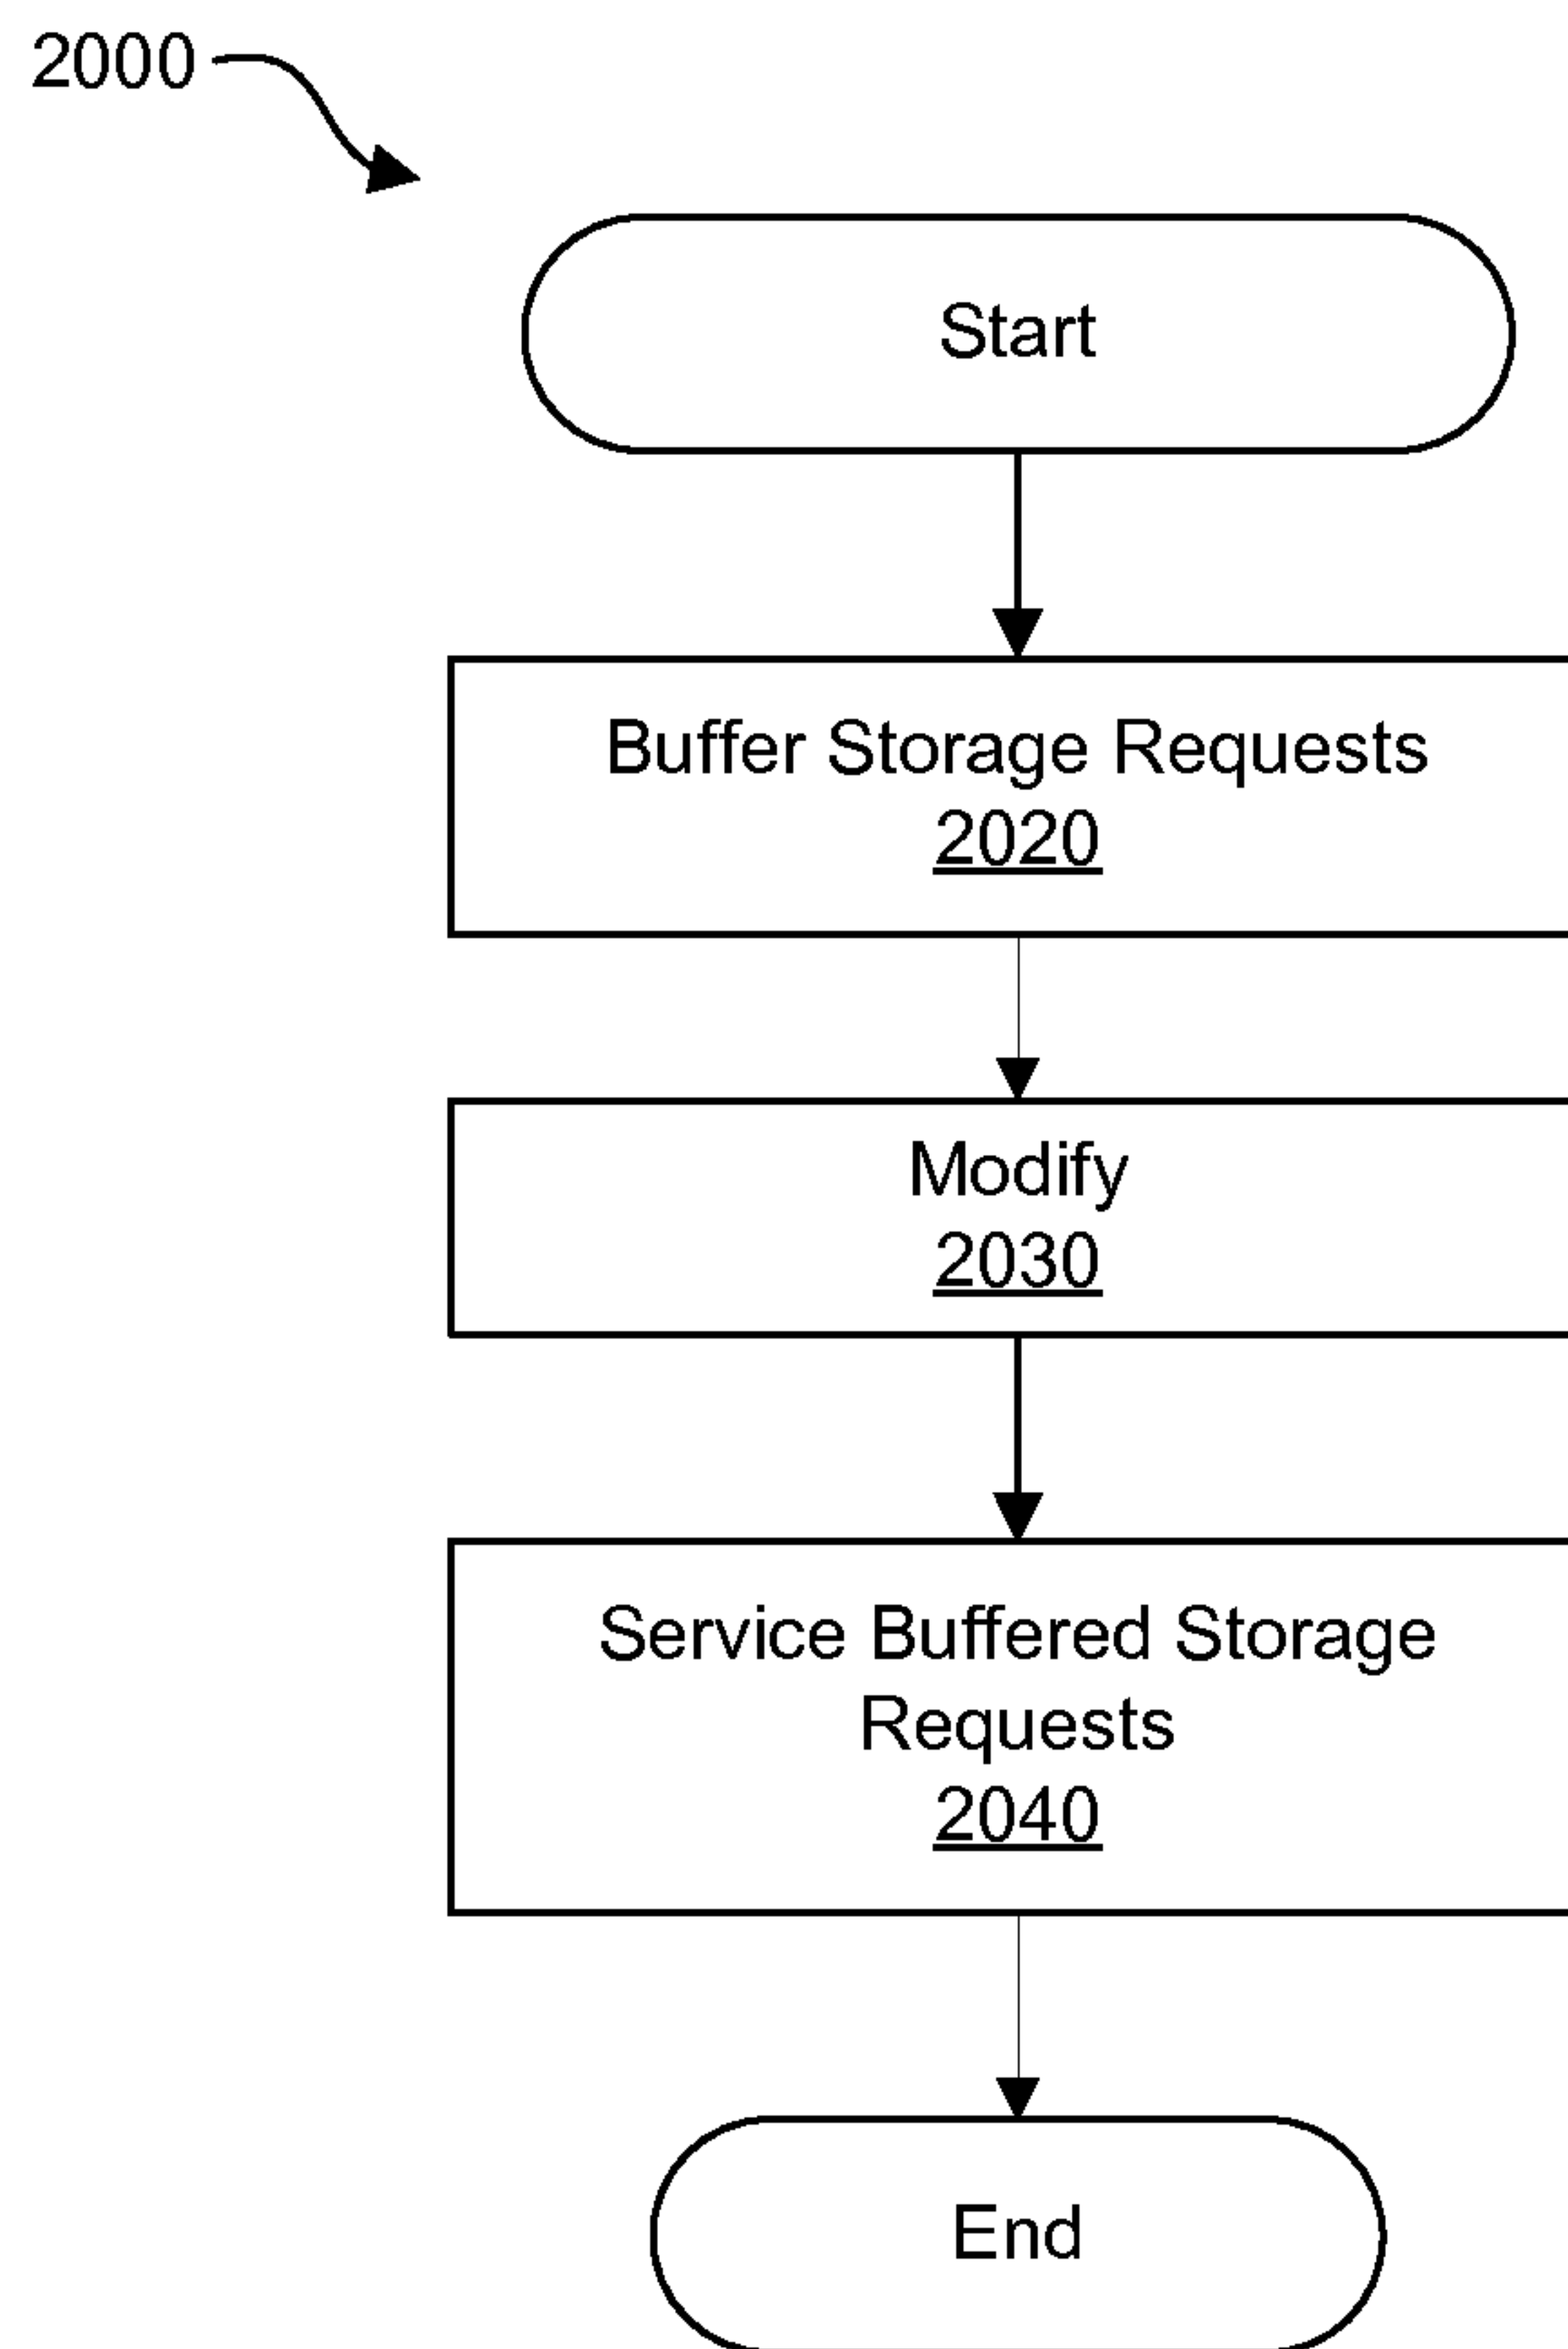 2000
Start
Buffer Storage Requests
2020
Modify
2030
Service Buffered Storage
Requests
2040
End